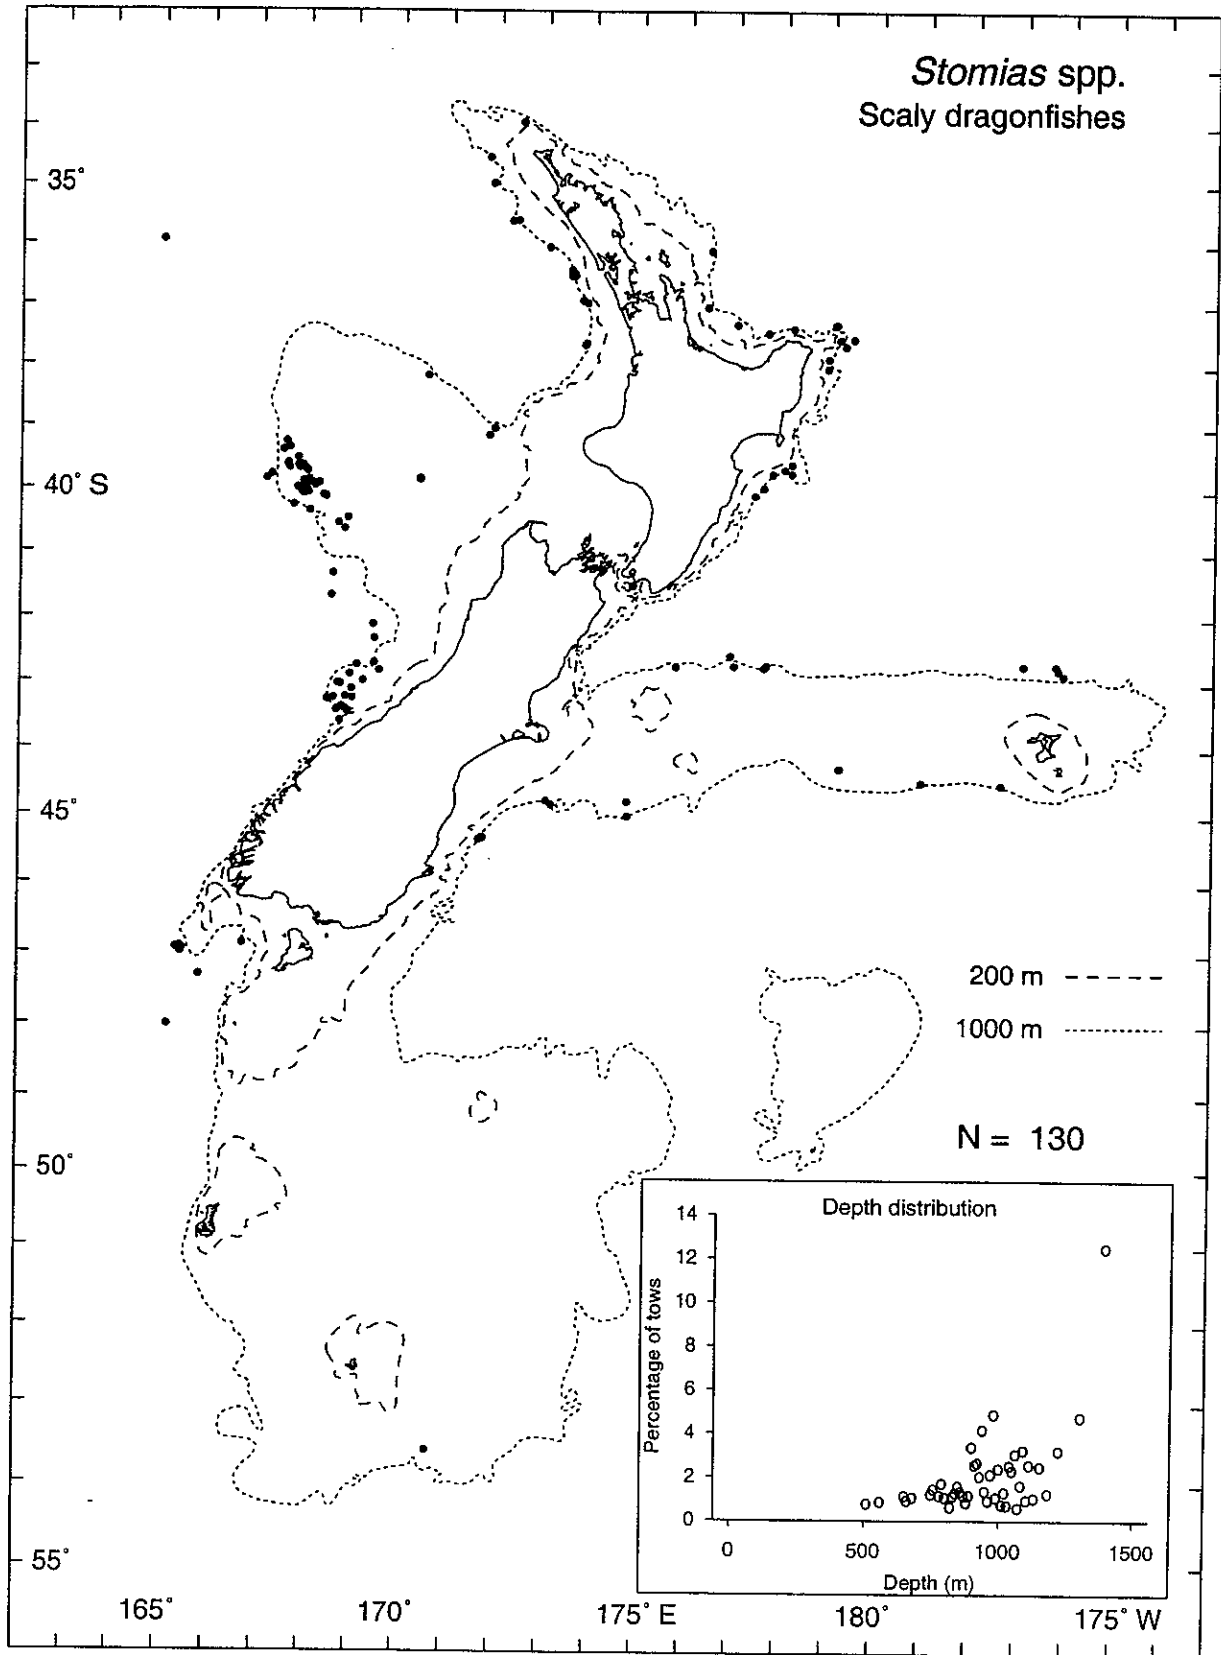 Stomias spp.
Scaly dragonfishes
35°
40° S
45°
50°
55°
165°
170°
175° E
180°
175° W
200 m
1000 m
N = 130
Depth distribution
Percentage of tows
14
12
10
8
6
4
2
0
0
500
1000
1500
Depth (m)